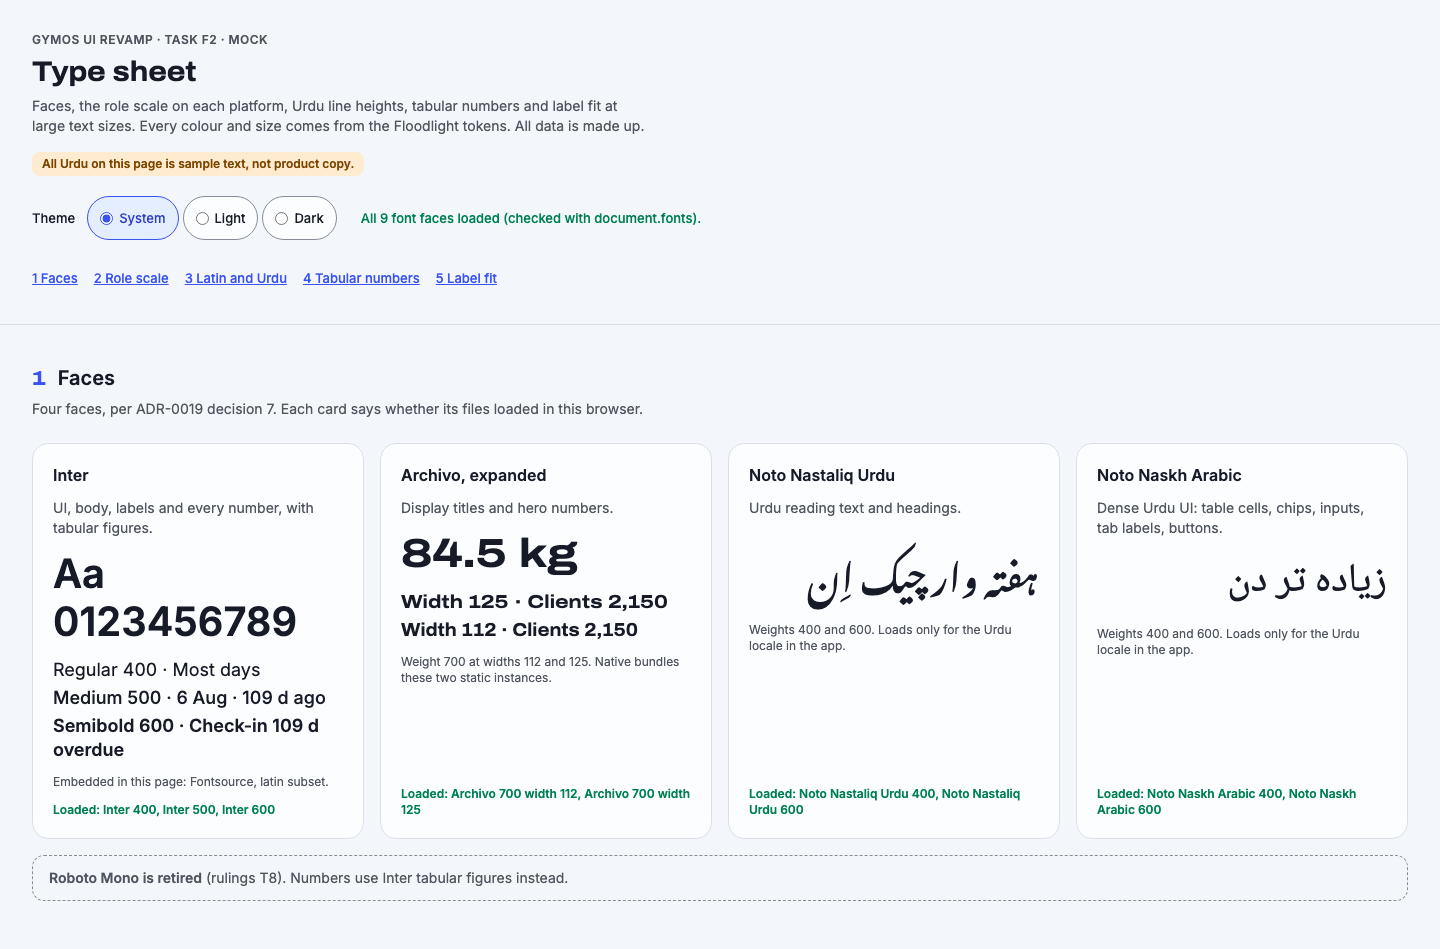 GYMOS UI REVAMP · TASK F2 · MOCK
Type sheet
Faces, the role scale on each platform, Urdu line heights, tabular numbers and label fit at
large text sizes. Every colour and size comes from the Floodlight tokens. All data is made up.
All Urdu on this page is sample text, not product copy.
Theme System Light Dark All 9 font faces loaded (checked with document.fonts).
1 Faces 2 Role scale 3 Latin and Urdu 4 Tabular numbers 5 Label fit
1 Faces
Four faces, per ADR-0019 decision 7. Each card says whether its files loaded in this browser.
Inter
UI, body, labels and every number, with
tabular figures.
Aa
0123456789
Regular 400 · Most days
Medium 500 · 6 Aug · 109 d ago
Semibold 600 · Check-in 109 d
overdue
Embedded in this page: Fontsource, latin subset.
Loaded: Inter 400, Inter 500, Inter 600
Archivo, expanded
Display titles and hero numbers.
84.5 kg
Width 125 · Clients 2,150
Width 112 · Clients 2,150
Weight 700 at widths 112 and 125. Native bundles
these two static instances.
Loaded: Archivo 700 width 112, Archivo 700 width
125
Noto Nastaliq Urdu
Urdu reading text and headings.
ہفتہ وار چیک اِن
Weights 400 and 600. Loads only for the Urdu
locale in the app.
Loaded: Noto Nastaliq Urdu 400, Noto Nastaliq
Urdu 600
Noto Naskh Arabic
Dense Urdu UI: table cells, chips, inputs,
tab labels, buttons.
زیادہ تر دن
Weights 400 and 600. Loads only for the Urdu
locale in the app.
Loaded: Noto Naskh Arabic 400, Noto Naskh
Arabic 600
Roboto Mono is retired (rulings T8). Numbers use Inter tabular figures instead.